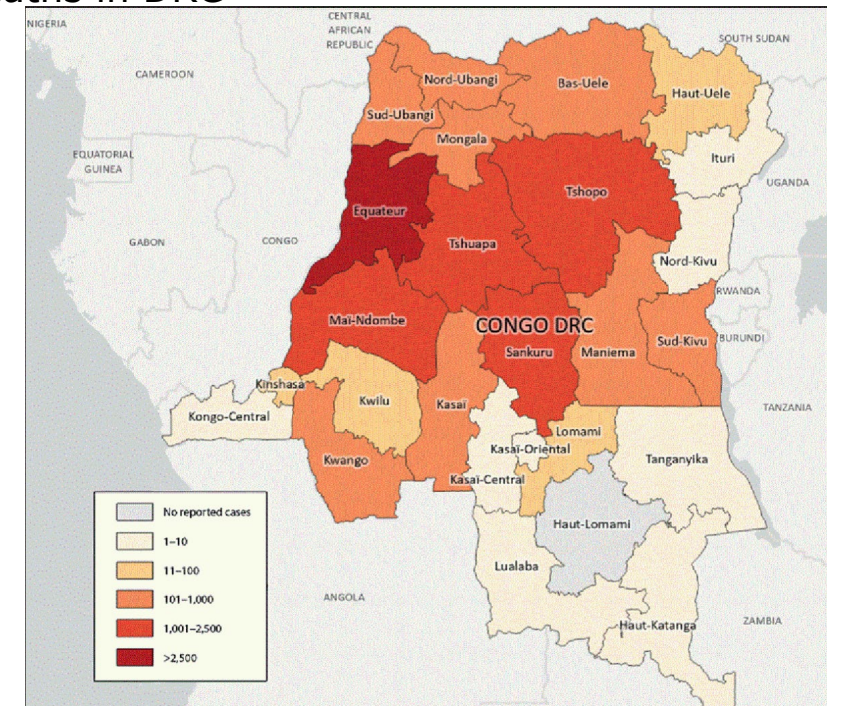 in DRC
NIGERIA
CENTRAL
AFRICAN
REPUBLIC
SOUTH SUDAN
CAMEROON
Nord-Ubangi
Bas-Uele
Haut-Uele
Sud-Ubangi
Mongala
EQUATORIAL
GUINEA
Ituri
UGANDA
Tshopo
Equateur
GABON
CONGO
Tshuapa
Nord-Kivu
RWANDA
Maï-Ndombe
CONGO DRC
Sankuru
Maniema
Sud-Kivu
BURUNDI
Kinshasa
Kwilu
Kasaï
Kongo-Central
TANZANIA
Lomami
Kasaï-Oriental
Kwango
Tanganyika
Kasaï-Central
No reported cases
1–10
11–100
101–1,000
1,001–2,500
>2,500
Haut-Lomami
Lualaba
ANGOLA
Haut-Katanga
ZAMBIA